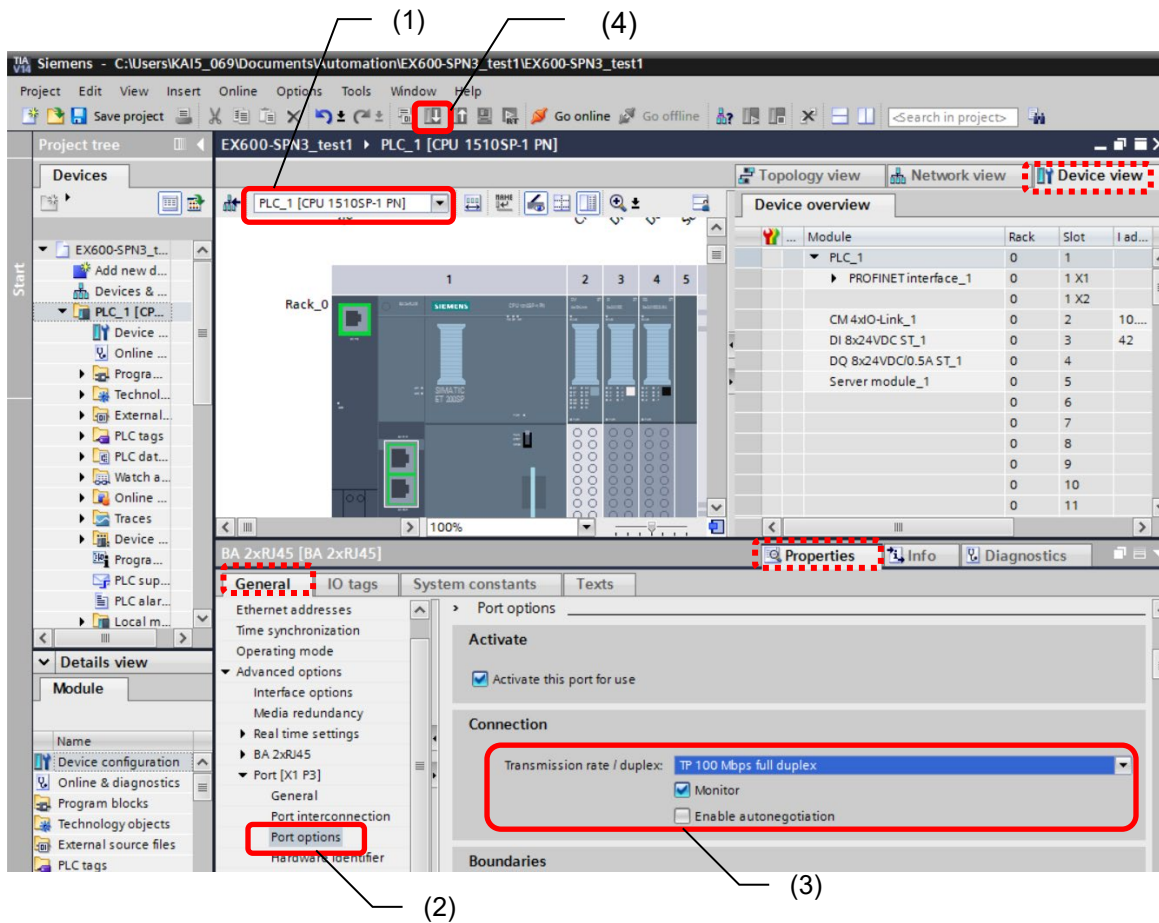 (1)
(4)
TIA V14
Siemens - C:\Users\KAI5_069\Documents\Automation\EX600-SPN3_test1\EX600-SPN3_test1
Project Edit View Insert Online Options Tools Window Help
Save project
Go online
Go offline
<Search in project>
Project tree
EX600-SPN3_test1 ▸ PLC_1 [CPU 1510SP-1 PN]
Devices
Topology view
Network view
Device view
PLC_1 [CPU 1510SP-1 PN]
Device overview
... Module Rack Slot I ad...
EX600-SPN3_t...
Add new d...
Devices & ...
PLC_1 [CP...
Device ...
Online ...
Progra...
Technol...
External...
PLC tags
PLC dat...
Watch a...
Online ...
Traces
Device ...
Progra...
PLC sup...
PLC alar...
Local m...
Start
1 2 3 4 5
Rack_0
SIEMENS
SIMATIC
ET 200SP
100%
PLC_1 0 1
PROFINET interface_1 0 1 X1
0 1 X2
CM 4xIO-Link_1 0 2 10....
DI 8x24VDC ST_1 0 3 42
DQ 8x24VDC/0.5A ST_1 0 4
Server module_1 0 5
0 6
0 7
0 8
0 9
0 10
0 11
BA 2xRJ45 [BA 2xRJ45]
Properties
Info
Diagnostics
General
IO tags
System constants
Texts
Ethernet addresses
Time synchronization
Operating mode
Advanced options
Interface options
Media redundancy
Real time settings
BA 2xRJ45
Port [X1 P3]
General
Port interconnection
Port options
Hardware identifier
Port options
Activate
Activate this port for use
Connection
Transmission rate / duplex: TP 100 Mbps full duplex
Monitor
Enable autonegotiation
Boundaries
Details view
Module
Name
Device configuration
Online & diagnostics
Program blocks
Technology objects
External source files
PLC tags
(2)
(3)